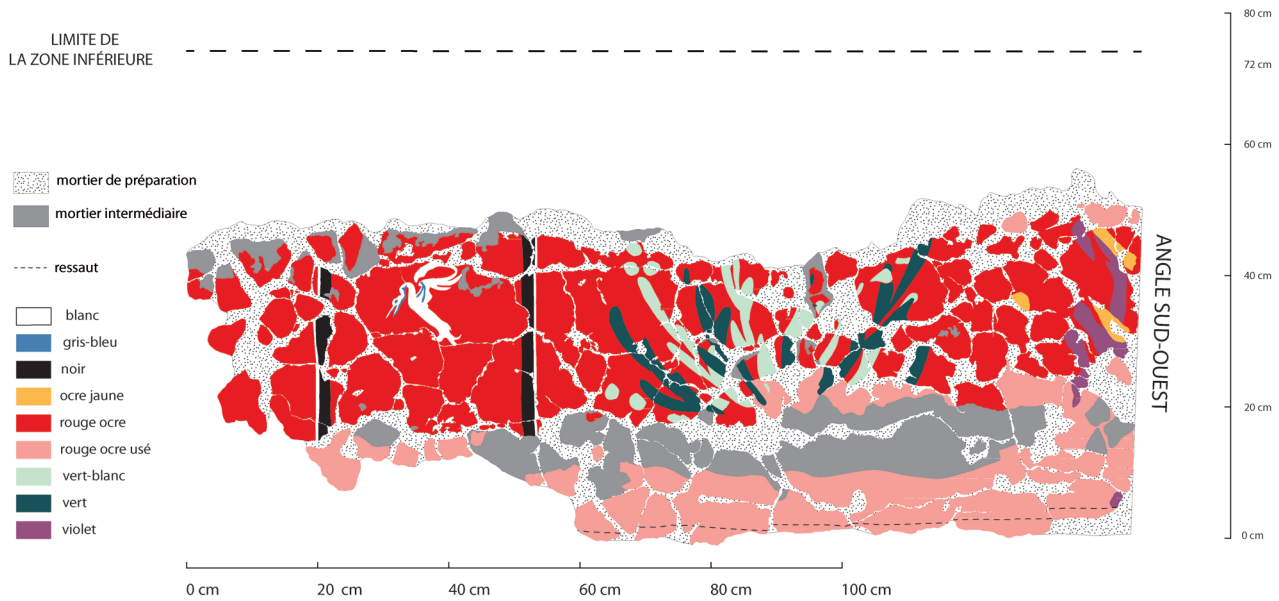 LIMITE DE
LA ZONE INFÉRIEURE
mortier de préparation
mortier intermédiaire
ressaut
blanc
gris-bleu
noir
ocre jaune
rouge ocre
rouge ocre usé
vert-blanc
vert
violet
0 cm
20 cm
40 cm
60 cm
80 cm
100 cm
ANGLE SUD-OUEST
80 cm
72 cm
60 cm
40 cm
20 cm
0 cm